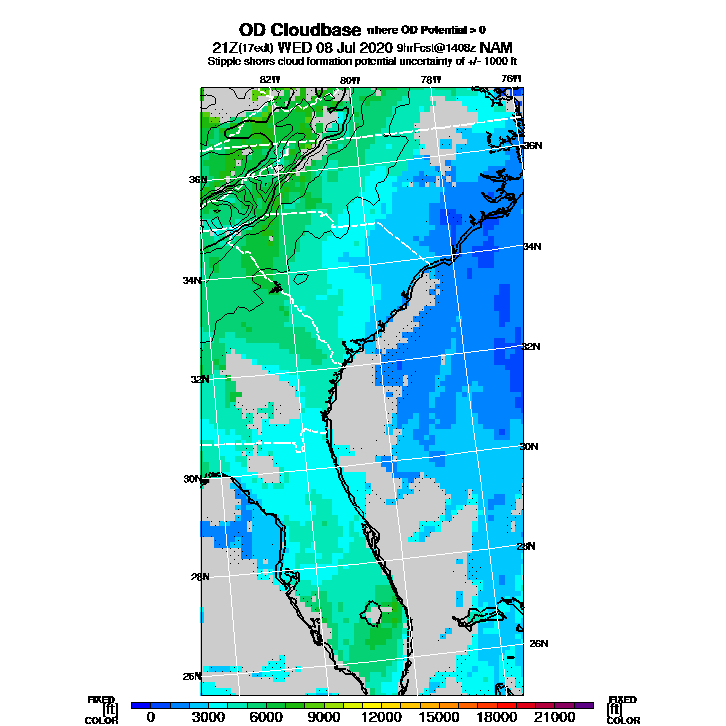 OD Cloudbase where OD Potential > 0
21Z(17edt) WED 08 Jul 2020 9hrFcst@1408z NAM
Stipple shows cloud formation potential uncertainty of +/- 1000 ft
82W 80W 78W 76W
36N 36N
34N 34N
32N 32N
30N 30N
28N 28N
26N 26N
FIXED FIXED
[ft] 0 3000 6000 9000 12000 15000 18000 21000 [ft]
COLOR COLOR